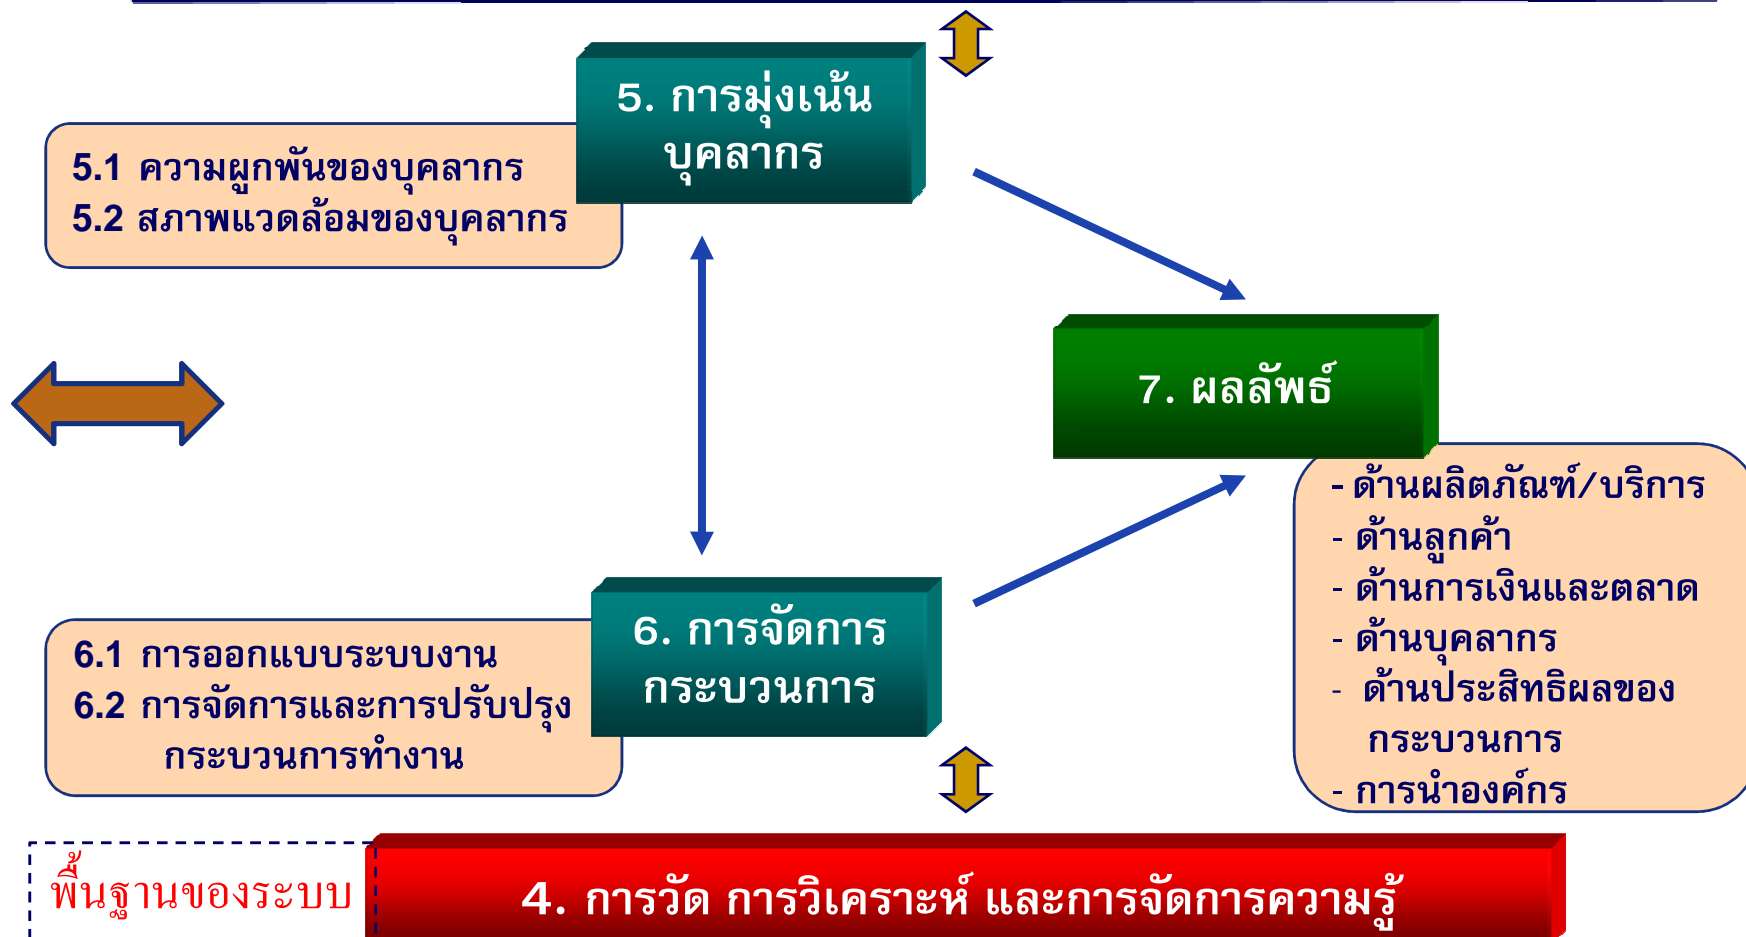 5. การมุ่งเน้น
บุคลากร
5.1 ความผูกพันของบุคลากร
5.2 สภาพแวดล้อมของบุคลากร
7. ผลลัพธ์
- ด้านผลิตภัณฑ์/บริการ
- ด้านลูกค้า
- ด้านการเงินและตลาด
- ด้านบุคลากร
- ด้านประสิทธิผลของ
กระบวนการ
- การนำองค์กร
6. การจัดการ
กระบวนการ
6.1 การออกแบบระบบงาน
6.2 การจัดการและการปรับปรุง
กระบวนการทำงาน
พื้นฐานของระบบ
4. การวัด การวิเคราะห์ และการจัดการความรู้